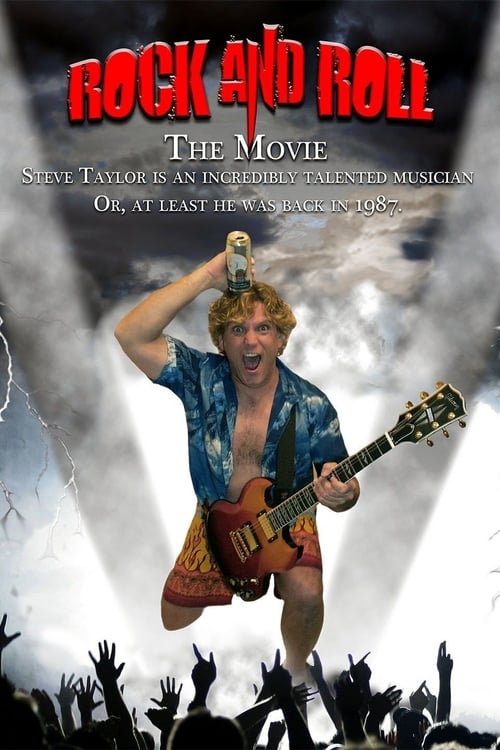 ROCK AND ROLL
THE MOVIE
STEVE TAYLOR IS AN INCREDIBLY TALENTED MUSICIAN
OR, AT LEAST HE WAS BACK IN 1987.